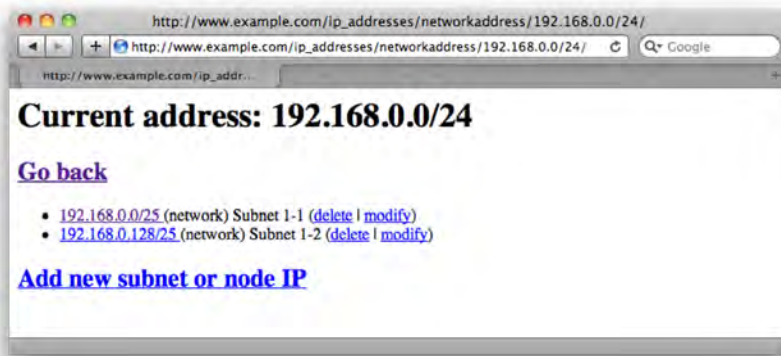 http://www.example.com/ip_addresses/networkaddress/192.168.0.0/24/
+ http://www.example.com/ip_addresses/networkaddress/192.168.0.0/24/ Google
http://www.example.com/ip_addr... +
Current address: 192.168.0.0/24
Go back
• 192.168.0.0/25 (network) Subnet 1-1 (delete | modify)
• 192.168.0.128/25 (network) Subnet 1-2 (delete | modify)
Add new subnet or node IP